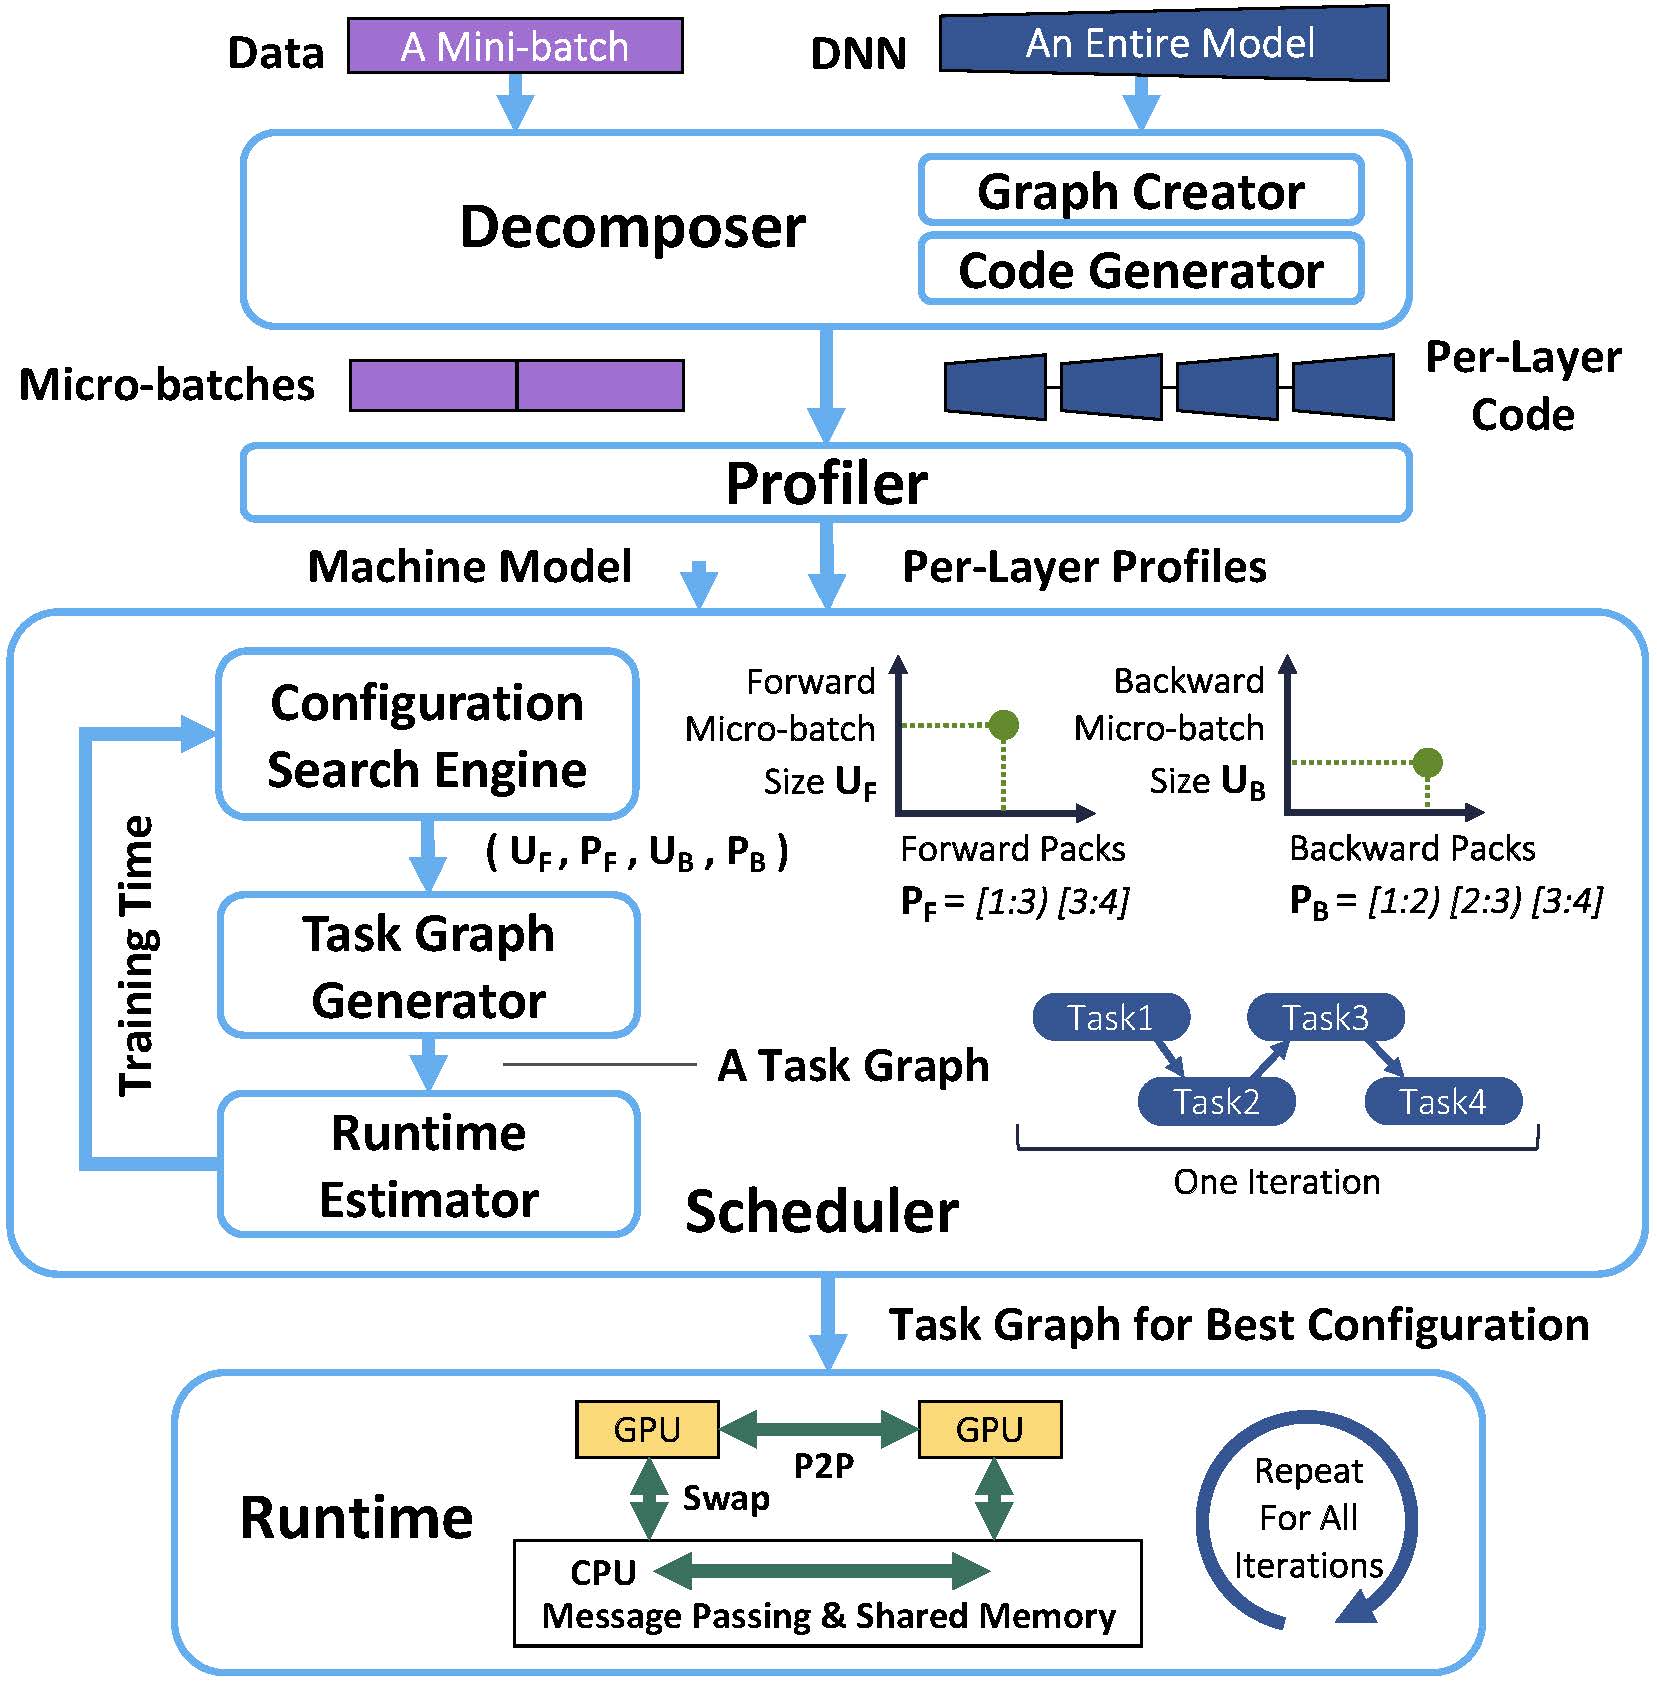 Data
A Mini-batch
DNN
An Entire Model
Decomposer
Graph Creator
Code Generator
Micro-batches
Per-Layer
Code
Profiler
Machine Model
Per-Layer Profiles
Configuration
Search Engine
( U_F , P_F , U_B , P_B )
Task Graph
Generator
Runtime
Estimator
Training Time
Forward
Micro-batch
Size U_F
Forward Packs
P_F = [1:3) [3:4]
Backward
Micro-batch
Size U_B
Backward Packs
P_B = [1:2) [2:3) [3:4]
A Task Graph
Task1
Task2
Task3
Task4
One Iteration
Scheduler
Task Graph for Best Configuration
Runtime
GPU
P2P
GPU
Swap
CPU
Message Passing & Shared Memory
Repeat
For All
Iterations